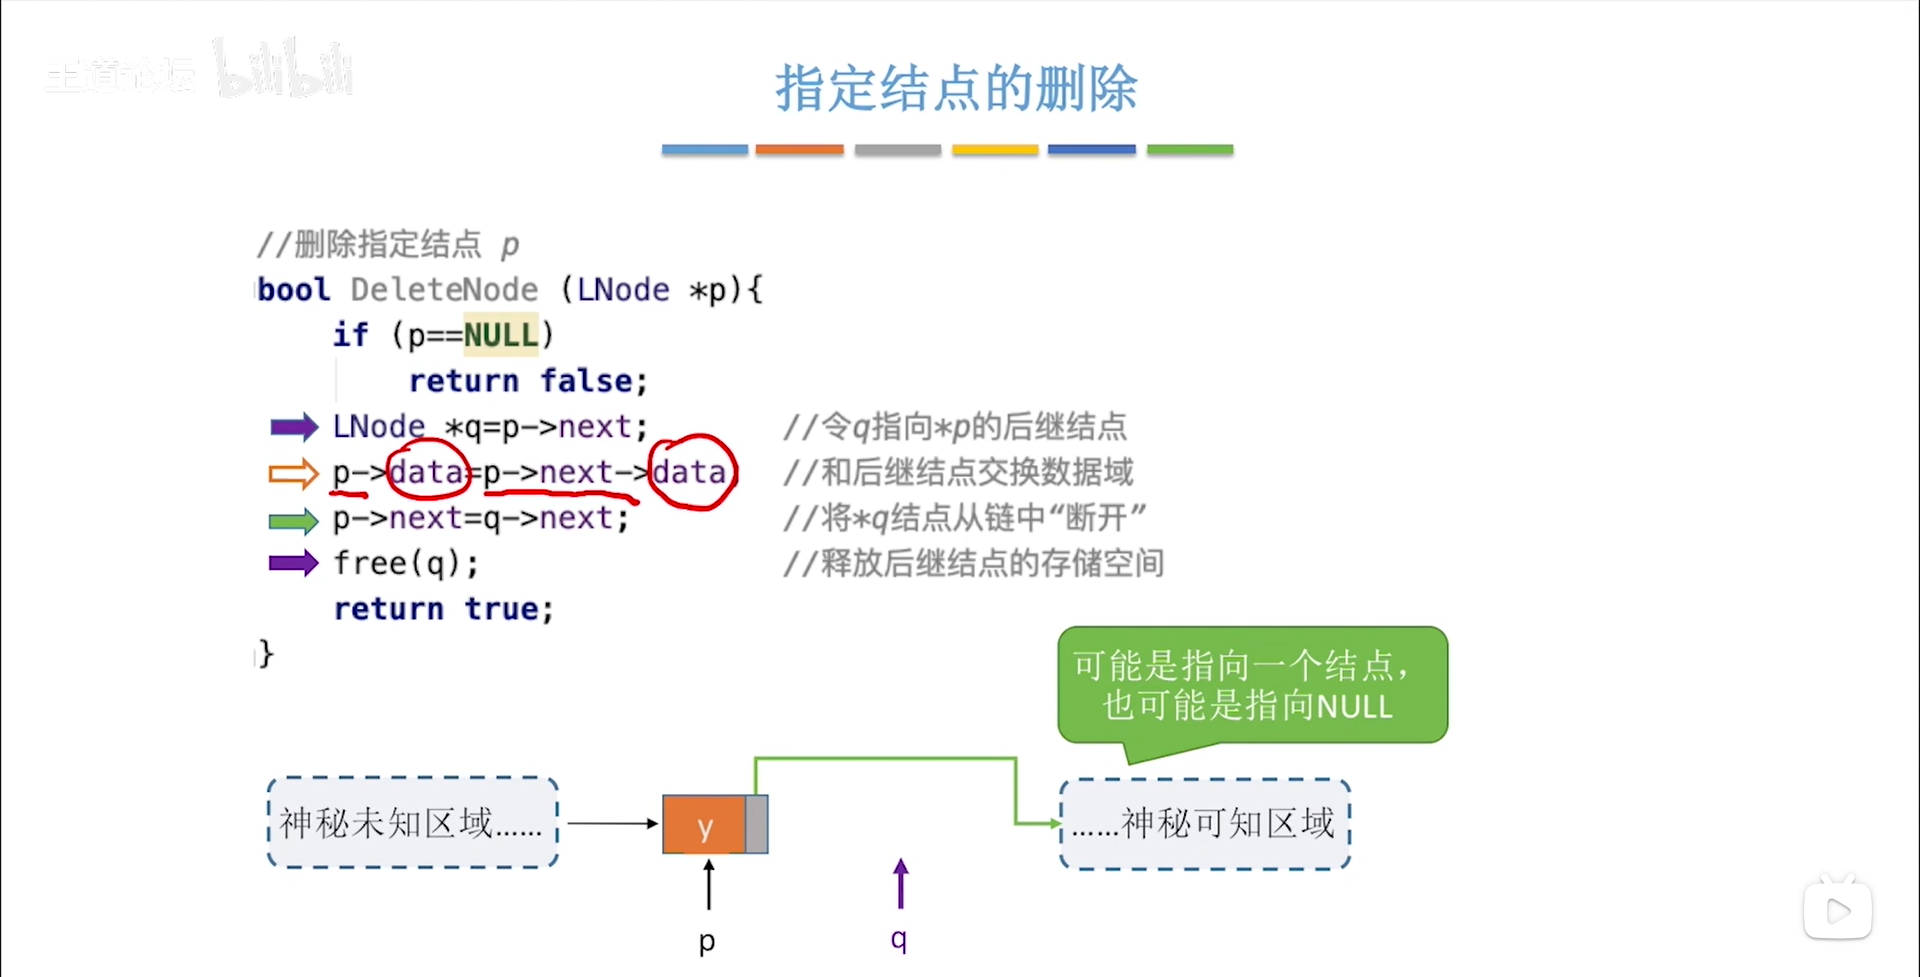 王道论坛 bilibili
指定结点的删除
//删除指定结点 p
bool DeleteNode (LNode *p){
if (p==NULL)
return false;
LNode *q=p->next; //令q指向*p的后继结点
p->data=p->next->data //和后继结点交换数据域
p->next=q->next; //将*q结点从链中“断开”
free(q); //释放后继结点的存储空间
return true;
}
可能是指向一个结点,
也可能是指向NULL
神秘未知区域…… y ……神秘可知区域
p q